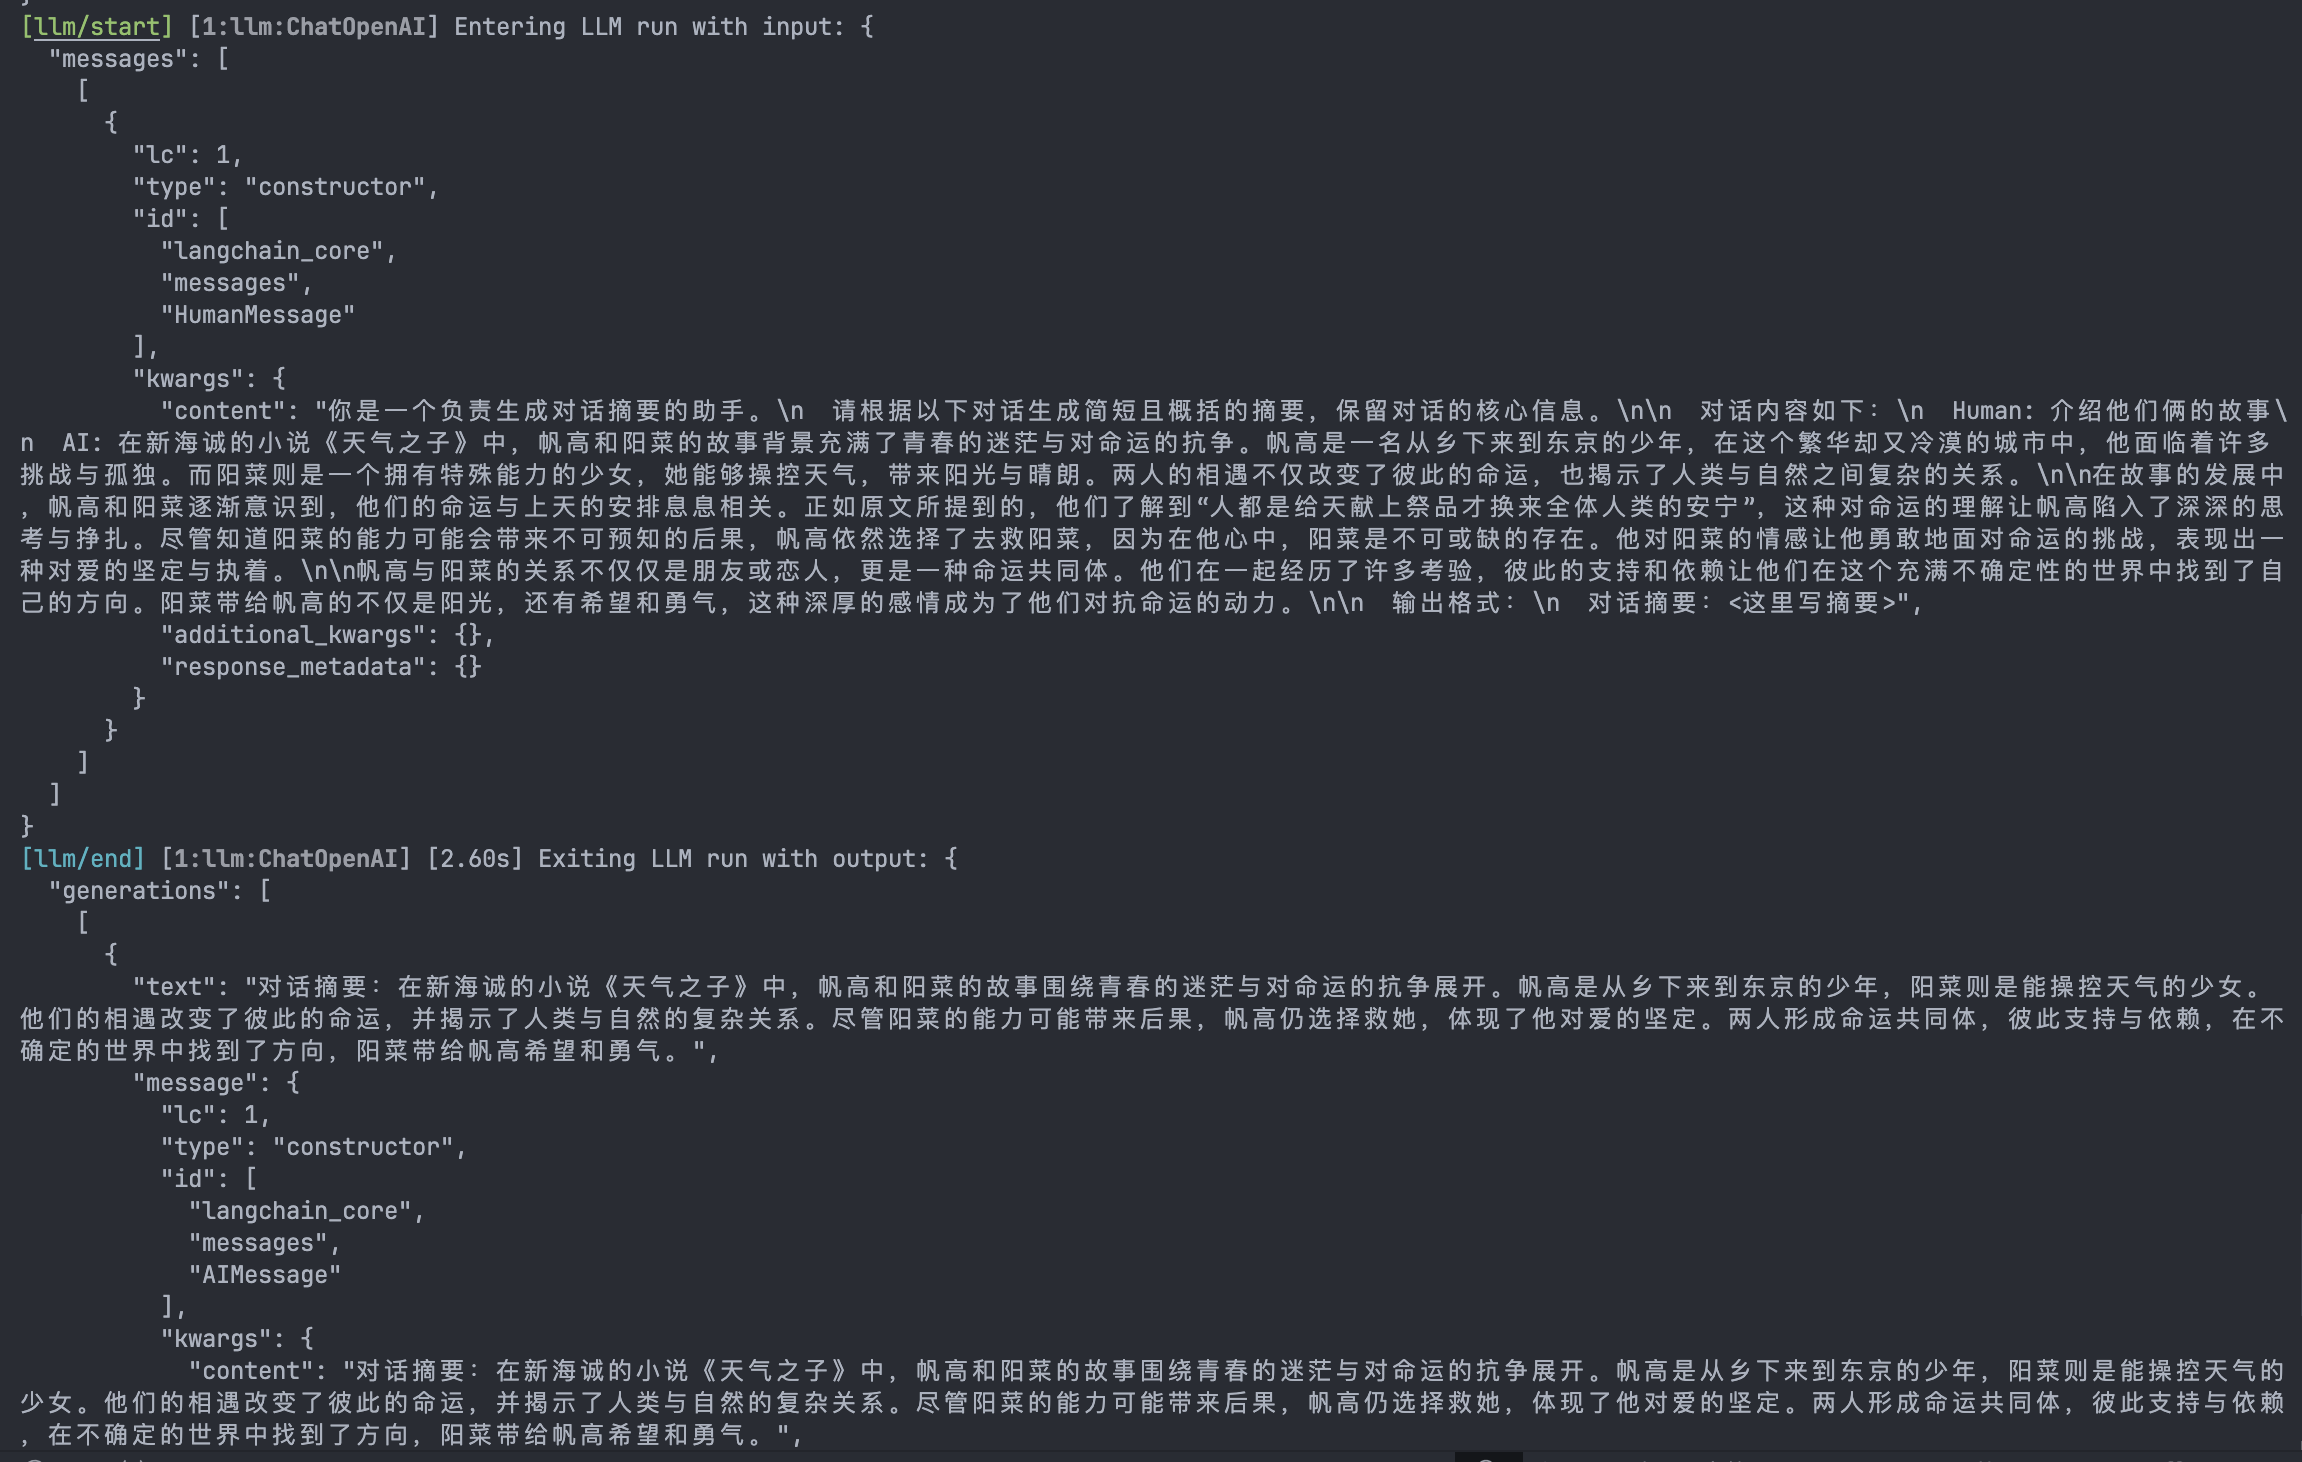 [llm/start] [1:llm:ChatOpenAI] Entering LLM run with input: {
  "messages": [
    [
      {
        "lc": 1,
        "type": "constructor",
        "id": [
          "langchain_core",
          "messages",
          "HumanMessage"
        ],
        "kwargs": {
          "content": "你是一个负责生成对话摘要的助手。\n  请根据以下对话生成简短且概括的摘要，保留对话的核心信息。\n\n  对话内容如下：\n  Human: 介绍他们俩的故事\
n  AI: 在新海诚的小说《天气之子》中，帆高和阳菜的故事背景充满了青春的迷茫与对命运的抗争。帆高是一名从乡下来到东京的少年，在这个繁华却又冷漠的城市中，他面临着许多
挑战与孤独。而阳菜则是一个拥有特殊能力的少女，她能够操控天气，带来阳光与晴朗。两人的相遇不仅改变了彼此的命运，也揭示了人类与自然之间复杂的关系。\n\n在故事的发展中
，帆高和阳菜逐渐意识到，他们的命运与上天的安排息息相关。正如原文所提到的，他们了解到“人都是给天献上祭品才换来全体人类的安宁”，这种对命运的理解让帆高陷入了深深的思
考与挣扎。尽管知道阳菜的能力可能会带来不可预知的后果，帆高依然选择了去救阳菜，因为在他心中，阳菜是不可或缺的存在。他对阳菜的情感让他勇敢地面对命运的挑战，表现出一
种对爱的坚定与执着。\n\n帆高与阳菜的关系不仅仅是朋友或恋人，更是一种命运共同体。他们在一起经历了许多考验，彼此的支持和依赖让他们在这个充满不确定性的世界中找到了自
己的方向。阳菜带给帆高的不仅是阳光，还有希望和勇气，这种深厚的感情成为了他们对抗命运的动力。\n\n  输出格式：\n  对话摘要：<这里写摘要>",
          "additional_kwargs": {},
          "response_metadata": {}
        }
      }
    ]
  ]
}
[llm/end] [1:llm:ChatOpenAI] [2.60s] Exiting LLM run with output: {
  "generations": [
    [
      {
        "text": "对话摘要：在新海诚的小说《天气之子》中，帆高和阳菜的故事围绕青春的迷茫与对命运的抗争展开。帆高是从乡下来到东京的少年，阳菜则是能操控天气的少女。
他们的相遇改变了彼此的命运，并揭示了人类与自然的复杂关系。尽管阳菜的能力可能带来后果，帆高仍选择救她，体现了他对爱的坚定。两人形成命运共同体，彼此支持与依赖，在不
确定的世界中找到了方向，阳菜带给帆高希望和勇气。",
        "message": {
          "lc": 1,
          "type": "constructor",
          "id": [
            "langchain_core",
            "messages",
            "AIMessage"
          ],
          "kwargs": {
            "content": "对话摘要：在新海诚的小说《天气之子》中，帆高和阳菜的故事围绕青春的迷茫与对命运的抗争展开。帆高是从乡下来到东京的少年，阳菜则是能操控天气的
少女。他们的相遇改变了彼此的命运，并揭示了人类与自然的复杂关系。尽管阳菜的能力可能带来后果，帆高仍选择救她，体现了他对爱的坚定。两人形成命运共同体，彼此支持与依赖
，在不确定的世界中找到了方向，阳菜带给帆高希望和勇气。",